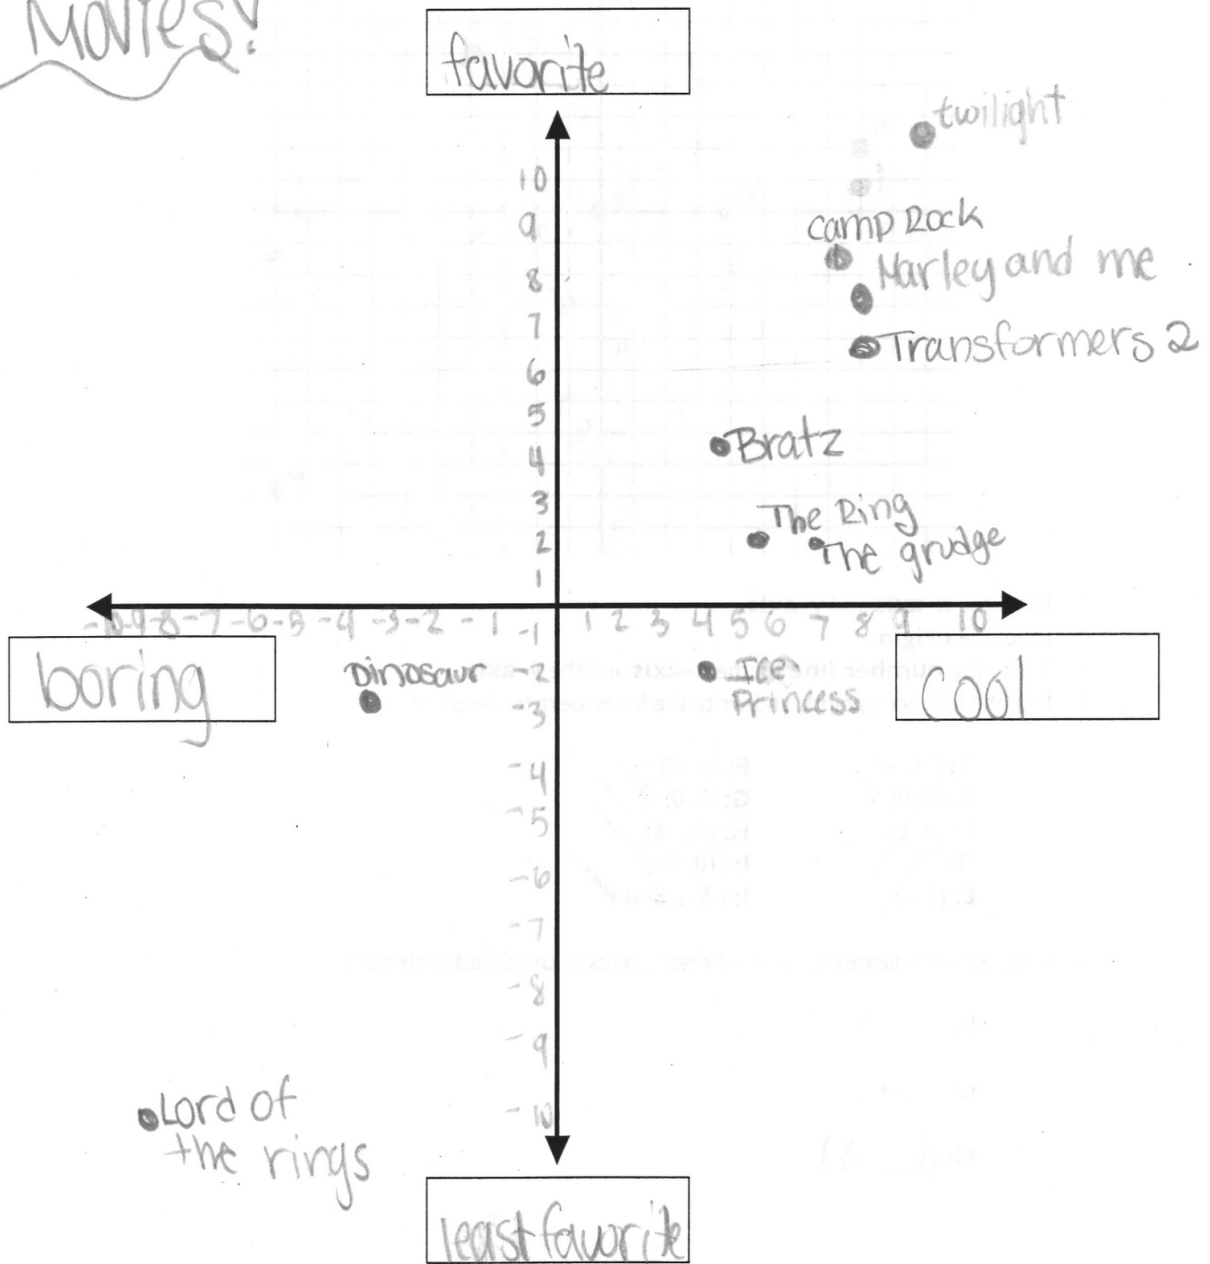 Movies!
favorite
twilight
10
camp Rock
9
Marley and me
8
7
Transformers 2
6
5
Bratz
4
3
The Ring
2
The grudge
1
-10 -9 -8 -7 -6 -5 -4 -3 -2 -1 1 2 3 4 5 6 7 8 9 10
-1
boring
Dinosaur
-2
Ice
Princess
cool
-3
-4
-5
-6
-7
-8
-9
-10
Lord of
the rings
least favorite